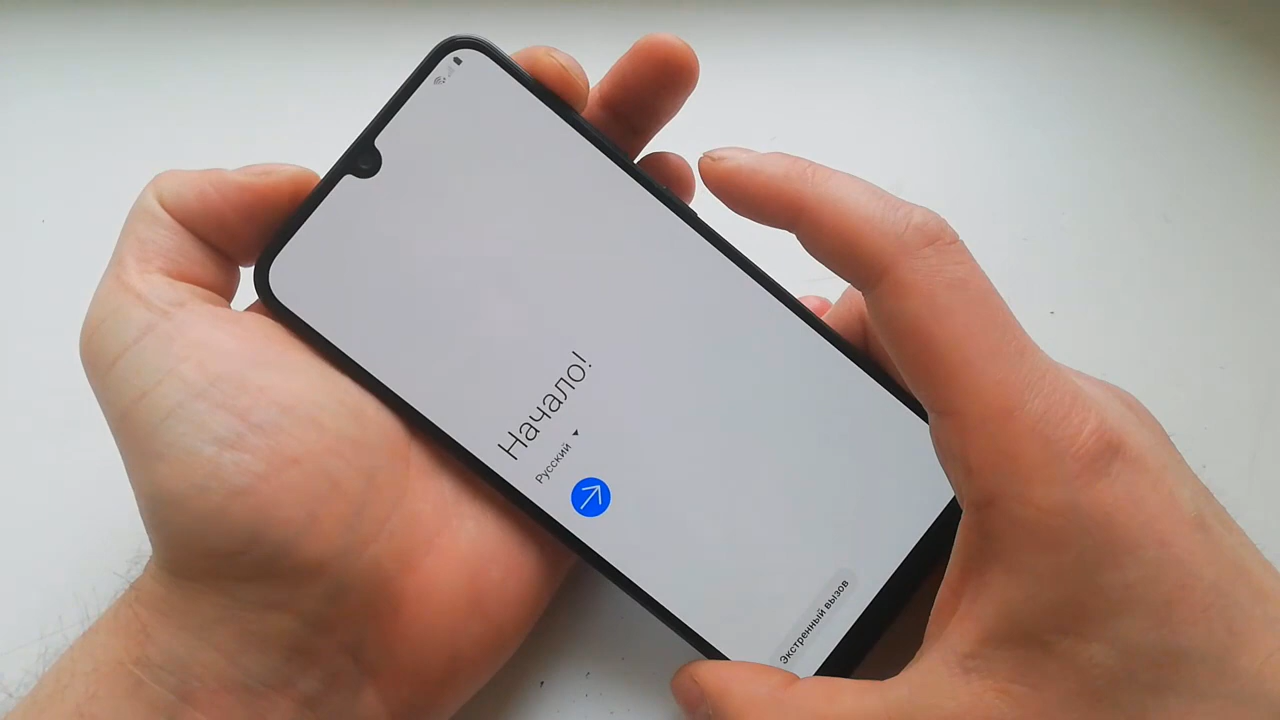 Начало!
Русский
Экстренный вызов